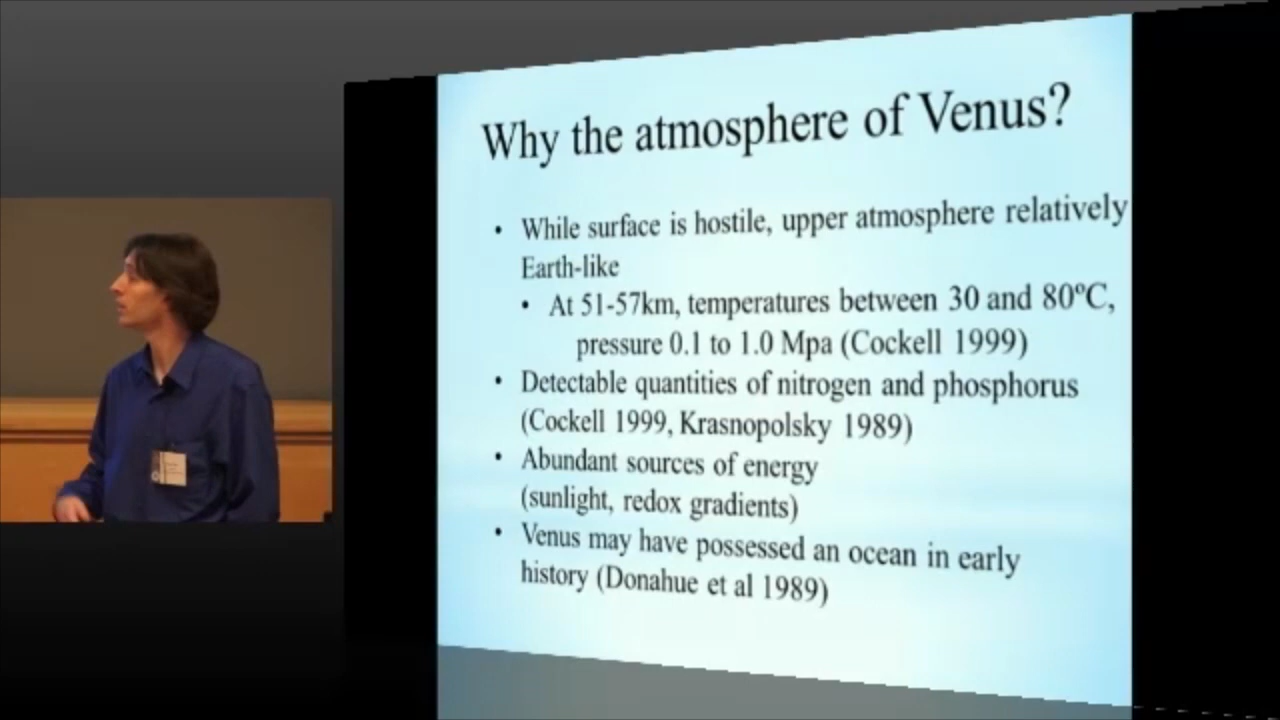 Why the atmosphere of Venus?
• While surface is hostile, upper atmosphere relatively
Earth-like
• At 51-57km, temperatures between 30 and 80ºC,
pressure 0.1 to 1.0 Mpa (Cockell 1999)
• Detectable quantities of nitrogen and phosphorus
(Cockell 1999, Krasnopolsky 1989)
• Abundant sources of energy
(sunlight, redox gradients)
• Venus may have possessed an ocean in early
history (Donahue et al 1989)